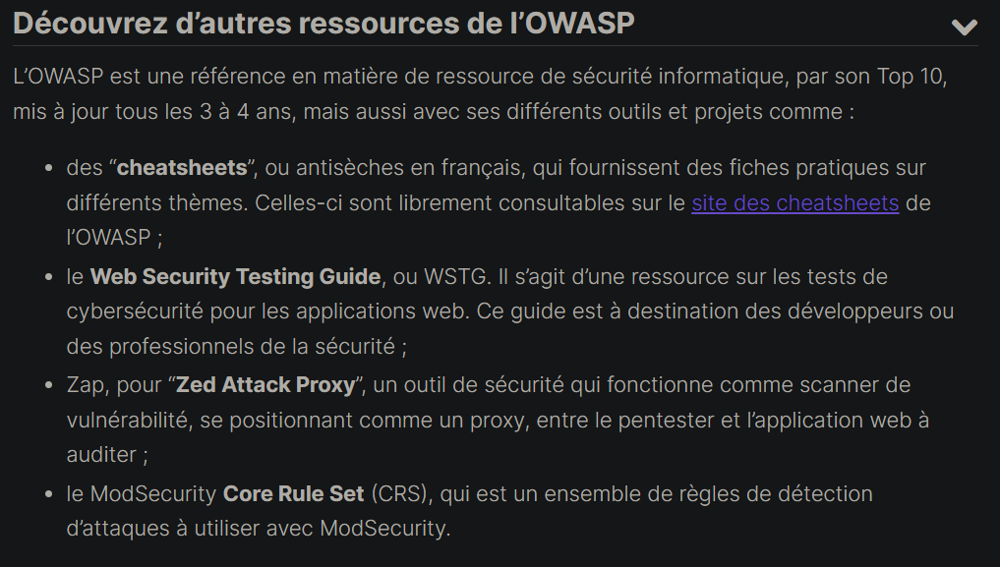 Découvrez d’autres ressources de l’OWASP
L’OWASP est une référence en matière de ressource de sécurité informatique, par son Top 10,
mis à jour tous les 3 à 4 ans, mais aussi avec ses différents outils et projets comme :
• des “cheatsheets”, ou antisèches en français, qui fournissent des fiches pratiques sur
différents thèmes. Celles-ci sont librement consultables sur le site des cheatsheets de
l’OWASP ;
• le Web Security Testing Guide, ou WSTG. Il s’agit d’une ressource sur les tests de
cybersécurité pour les applications web. Ce guide est à destination des développeurs ou
des professionnels de la sécurité ;
• Zap, pour “Zed Attack Proxy”, un outil de sécurité qui fonctionne comme scanner de
vulnérabilité, se positionnant comme un proxy, entre le pentester et l’application web à
auditer ;
• le ModSecurity Core Rule Set (CRS), qui est un ensemble de règles de détection
d’attaques à utiliser avec ModSecurity.